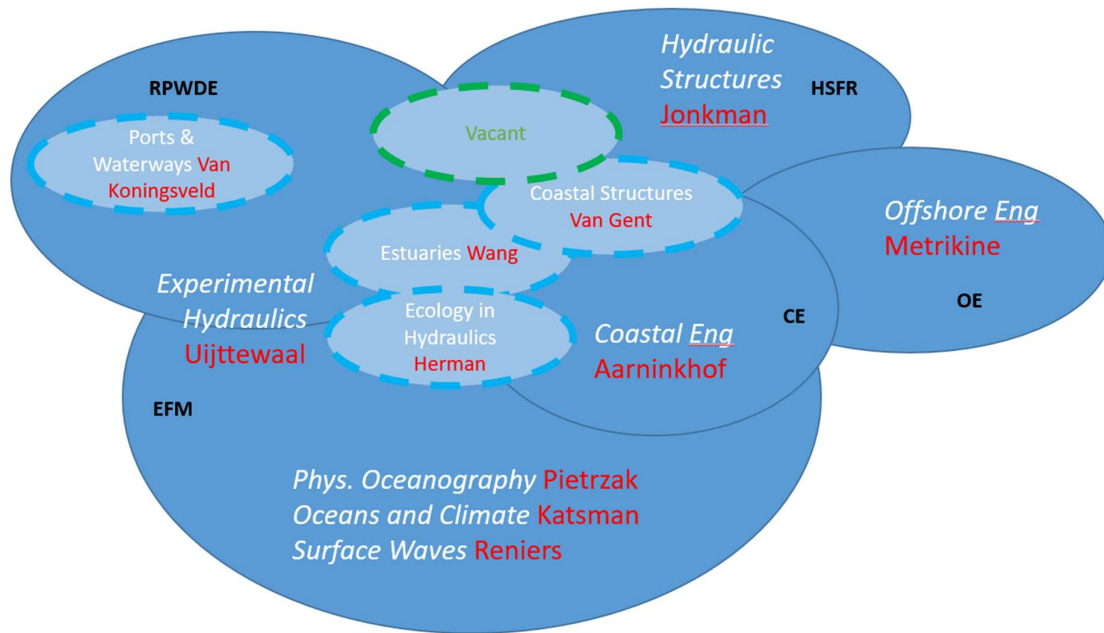 Hydraulic
Structures
Jonkman
HSFR
RPWDE
Ports &
Waterways Van
Koningsveld
Vacant
Coastal Structures
Van Gent
Offshore Eng
Metrikine
OE
Estuaries Wang
Experimental
Hydraulics
Uijttewaal
Ecology in
Hydraulics
Herman
Coastal Eng
Aarninkhof
CE
EFM
Phys. Oceanography Pietrzak
Oceans and Climate Katsman
Surface Waves Reniers